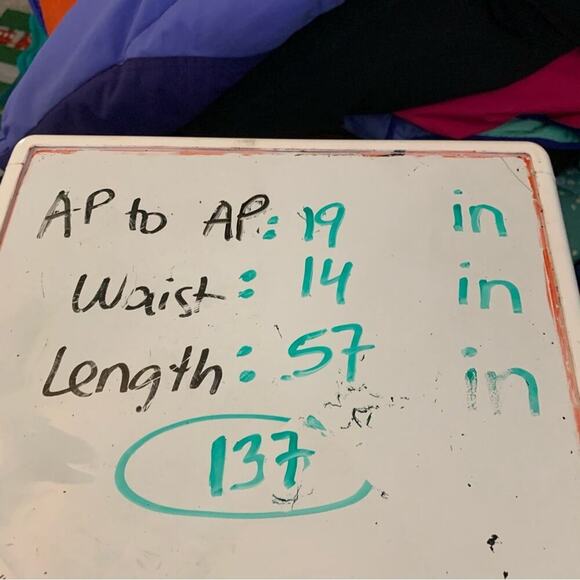 AP to AP: 19 in
Waist: 14 in
Length: 57 in
137